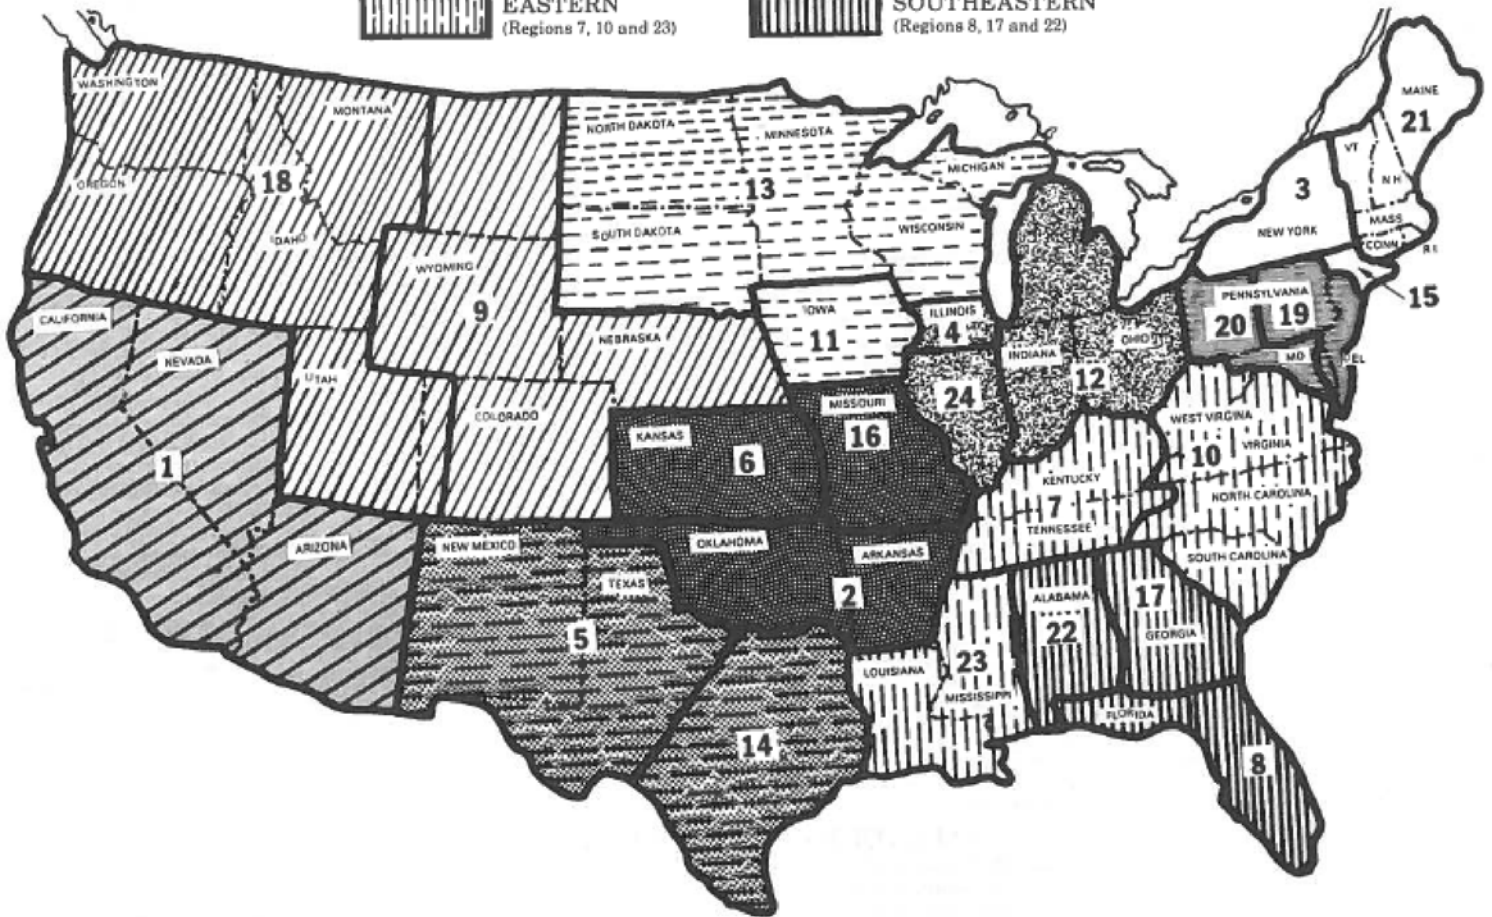 EASTERN
(Regions 7, 10 and 23)
SOUTHEASTERN
(Regions 8, 17 and 22)
WASHINGTON
MONTANA
OREGON
18
IDAHO
WYOMING
9
NORTH DAKOTA
MINNESOTA
13
SOUTH DAKOTA
MICHIGAN
WISCONSIN
MAINE
21
VT
N H
3
NEW YORK
MASS
CONN
R I
15
CALIFORNIA
NEVADA
1
UTAH
COLORADO
NEBRASKA
IOWA
11
ILLINOIS
4
INDIANA
OHIO
12
24
PENNSYLVANIA
20
19
MD
DEL
KANSAS
6
MISSOURI
16
WEST VIRGINIA
VIRGINIA
10
KENTUCKY
7
TENNESSEE
NORTH CAROLINA
SOUTH CAROLINA
ARIZONA
NEW MEXICO
TEXAS
5
OKLAHOMA
ARKANSAS
2
14
LOUISIANA
23
MISSISSIPPI
ALABAMA
22
17
GEORGIA
FLORIDA
8